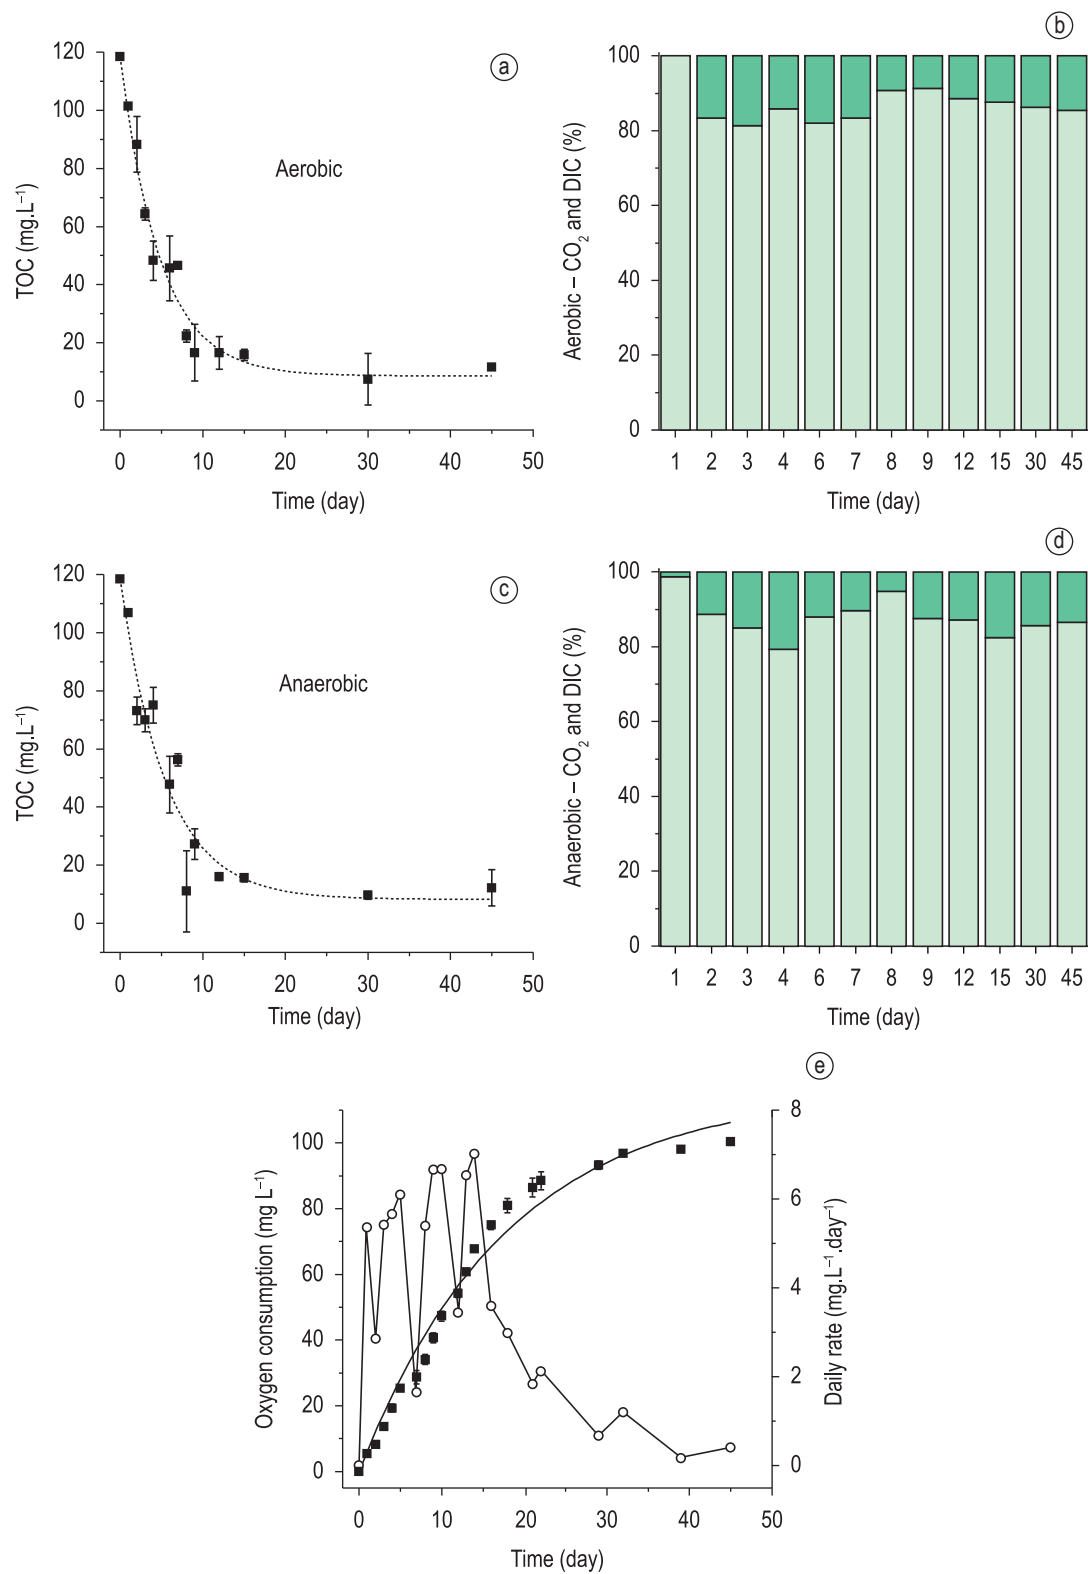 a
120
100
80
60
40
20
0
TOC (mg.L⁻¹)
Aerobic
0 10 20 30 40 50
Time (day)
b
100
80
60
40
20
0
Aerobic – CO₂ and DIC (%)
1 2 3 4 6 7 8 9 12 15 30 45
Time (day)
c
120
100
80
60
40
20
0
TOC (mg.L⁻¹)
Anaerobic
0 10 20 30 40 50
Time (day)
d
100
80
60
40
20
0
Anaerobic – CO₂ and DIC (%)
1 2 3 4 6 7 8 9 12 15 30 45
Time (day)
e
100
80
60
40
20
0
Oxygen consumption (mg L⁻¹)
8
6
4
2
0
Daily rate (mg.L⁻¹.day⁻¹)
0 10 20 30 40 50
Time (day)